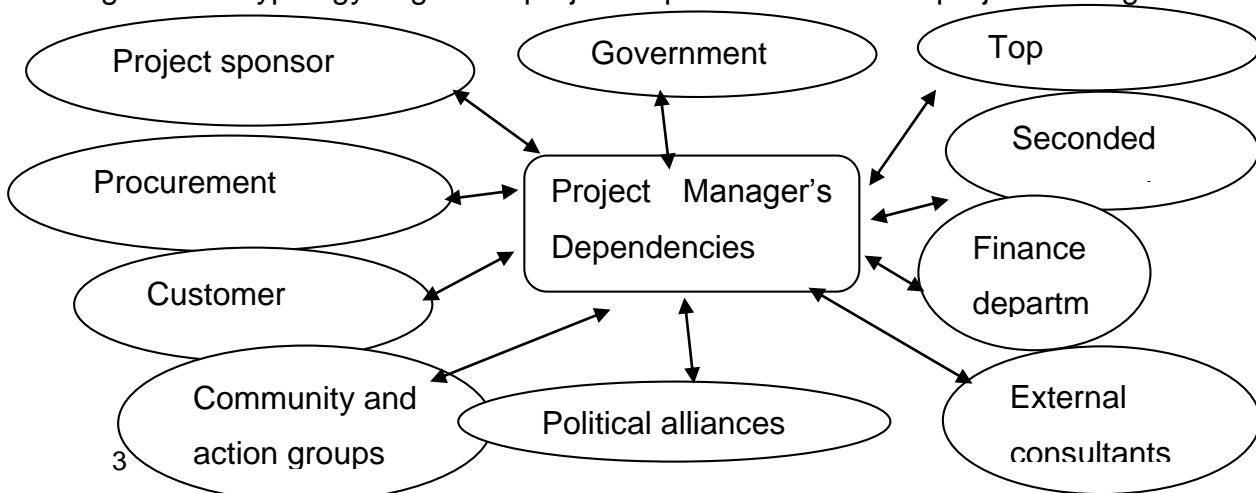 Project sponsor
Government
Top
Procurement
Project Manager's
Dependencies
Seconded
Customer
Finance
departm
Community and
action groups
Political alliances
External
consultants
3